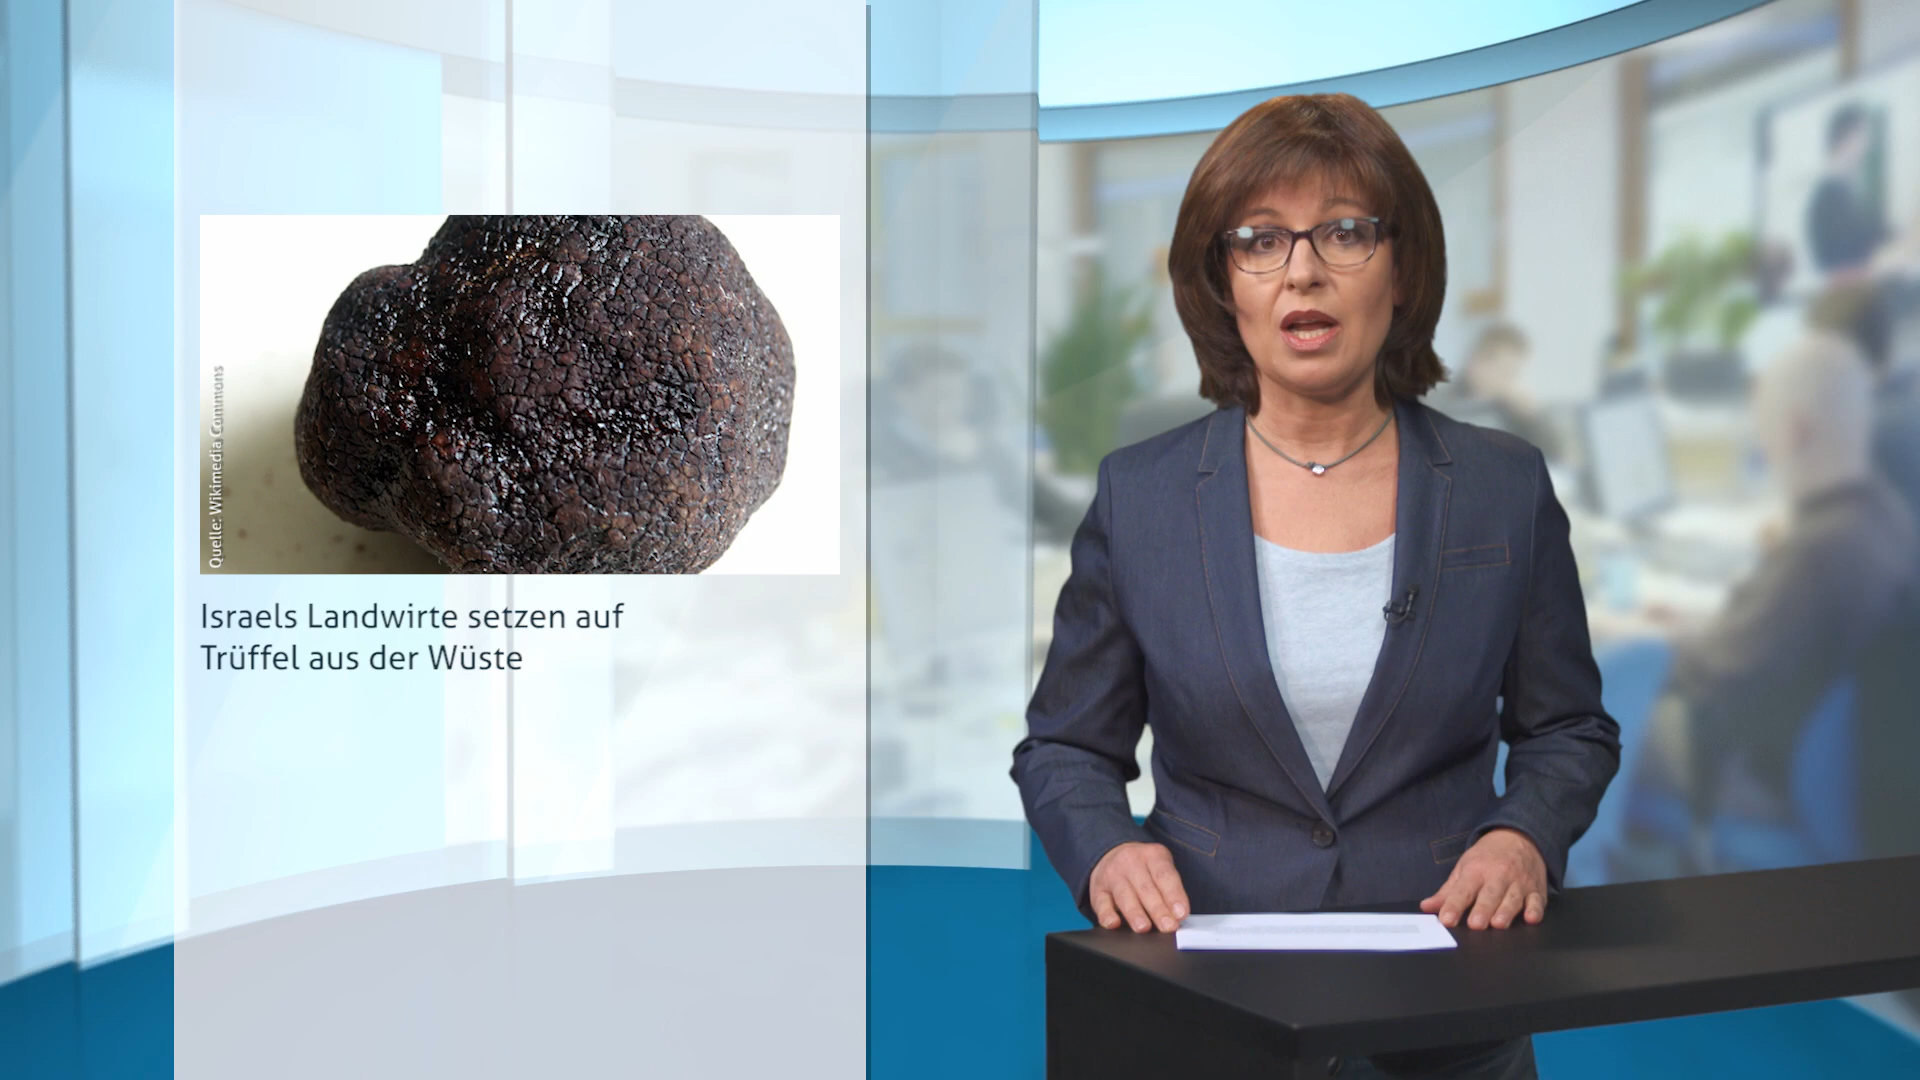 Quelle: Wikimedia Commons
Israels Landwirte setzen auf
Trüffel aus der Wüste